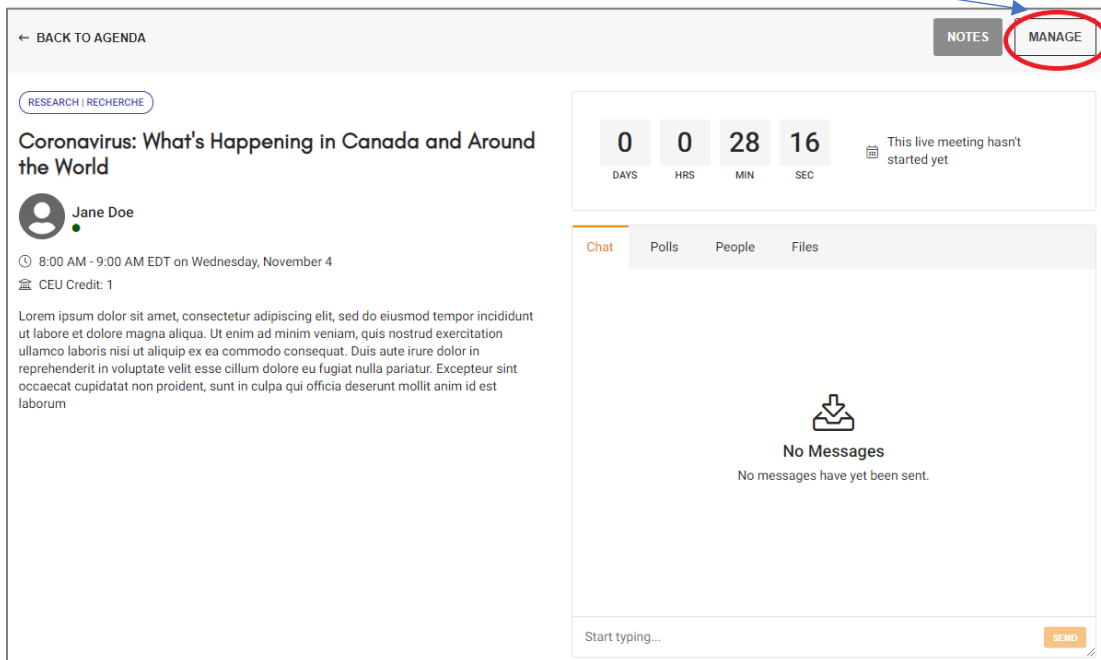 ← BACK TO AGENDA
NOTES
MANAGE
RESEARCH | RECHERCHE
Coronavirus: What's Happening in Canada and Around
the World
Jane Doe
8:00 AM - 9:00 AM EDT on Wednesday, November 4
CEU Credit: 1
Lorem ipsum dolor sit amet, consectetur adipiscing elit, sed do eiusmod tempor incididunt
ut labore et dolore magna aliqua. Ut enim ad minim veniam, quis nostrud exercitation
ullamco laboris nisi ut aliquip ex ea commodo consequat. Duis aute irure dolor in
reprehenderit in voluptate velit esse cillum dolore eu fugiat nulla pariatur. Excepteur sint
occaecat cupidatat non proident, sunt in culpa qui officia deserunt mollit anim id est
laborum
0 0 28 16
DAYS HRS MIN SEC
This live meeting hasn't
started yet
Chat Polls People Files
No Messages
No messages have yet been sent.
Start typing...
SEND